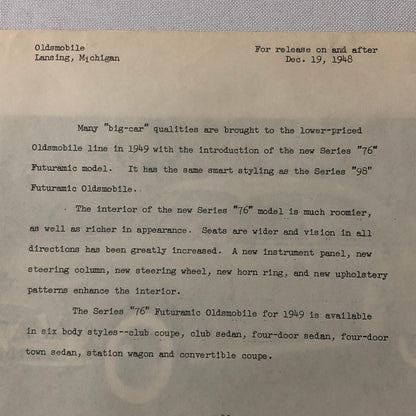 Oldsmobile
Lansing, Michigan
For release on and after
Dec. 19, 1948
Many "big-car" qualities are brought to the lower-priced
Oldsmobile line in 1949 with the introduction of the new Series "76"
Futuramic model. It has the same smart styling as the Series "98"
Futuramic Oldsmobile.
The interior of the new Series "76" model is much roomier,
as well as richer in appearance. Seats are wider and vision in all
directions has been greatly increased. A new instrument panel, new
steering column, new steering wheel, new horn ring, and new upholstery
patterns enhance the interior.
The Series "76" Futuramic Oldsmobile for 1949 is available
in six body styles--club coupe, club sedan, four-door sedan, four-door
town sedan, station wagon and convertible coupe.